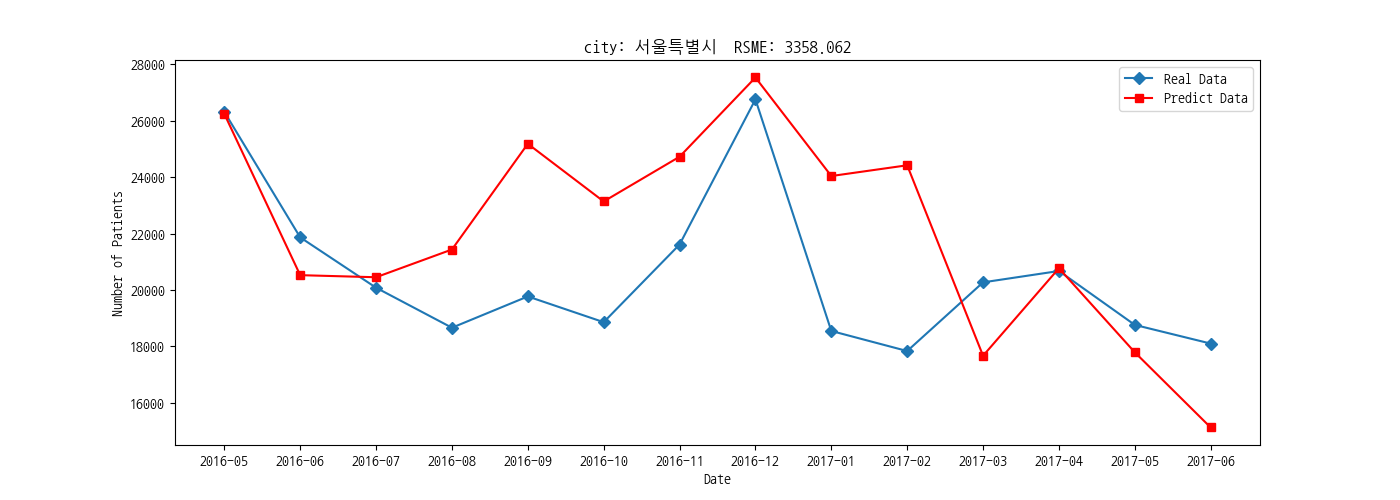 city: 서울특별시  RSME: 3358.062
Real Data
Predict Data
Number of Patients
28000
26000
24000
22000
20000
18000
16000
2016-05 2016-06 2016-07 2016-08 2016-09 2016-10 2016-11 2016-12 2017-01 2017-02 2017-03 2017-04 2017-05 2017-06
Date